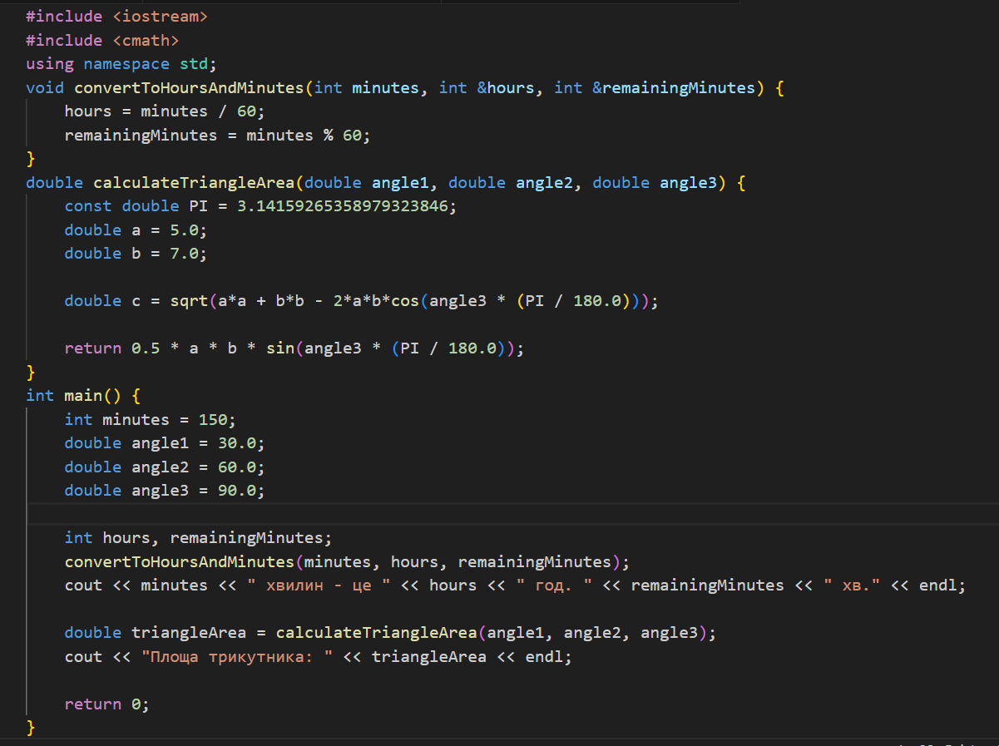 #include <iostream>
#include <cmath>
using namespace std;
void convertToHoursAndMinutes(int minutes, int &hours, int &remainingMinutes) {
    hours = minutes / 60;
    remainingMinutes = minutes % 60;
}
double calculateTriangleArea(double angle1, double angle2, double angle3) {
    const double PI = 3.14159265358979323846;
    double a = 5.0;
    double b = 7.0;

    double c = sqrt(a*a + b*b - 2*a*b*cos(angle3 * (PI / 180.0)));

    return 0.5 * a * b * sin(angle3 * (PI / 180.0));
}
int main() {
    int minutes = 150;
    double angle1 = 30.0;
    double angle2 = 60.0;
    double angle3 = 90.0;

    int hours, remainingMinutes;
    convertToHoursAndMinutes(minutes, hours, remainingMinutes);
    cout << minutes << " хвилин - це " << hours << " год. " << remainingMinutes << " хв." << endl;

    double triangleArea = calculateTriangleArea(angle1, angle2, angle3);
    cout << "Площа трикутника: " << triangleArea << endl;

    return 0;
}